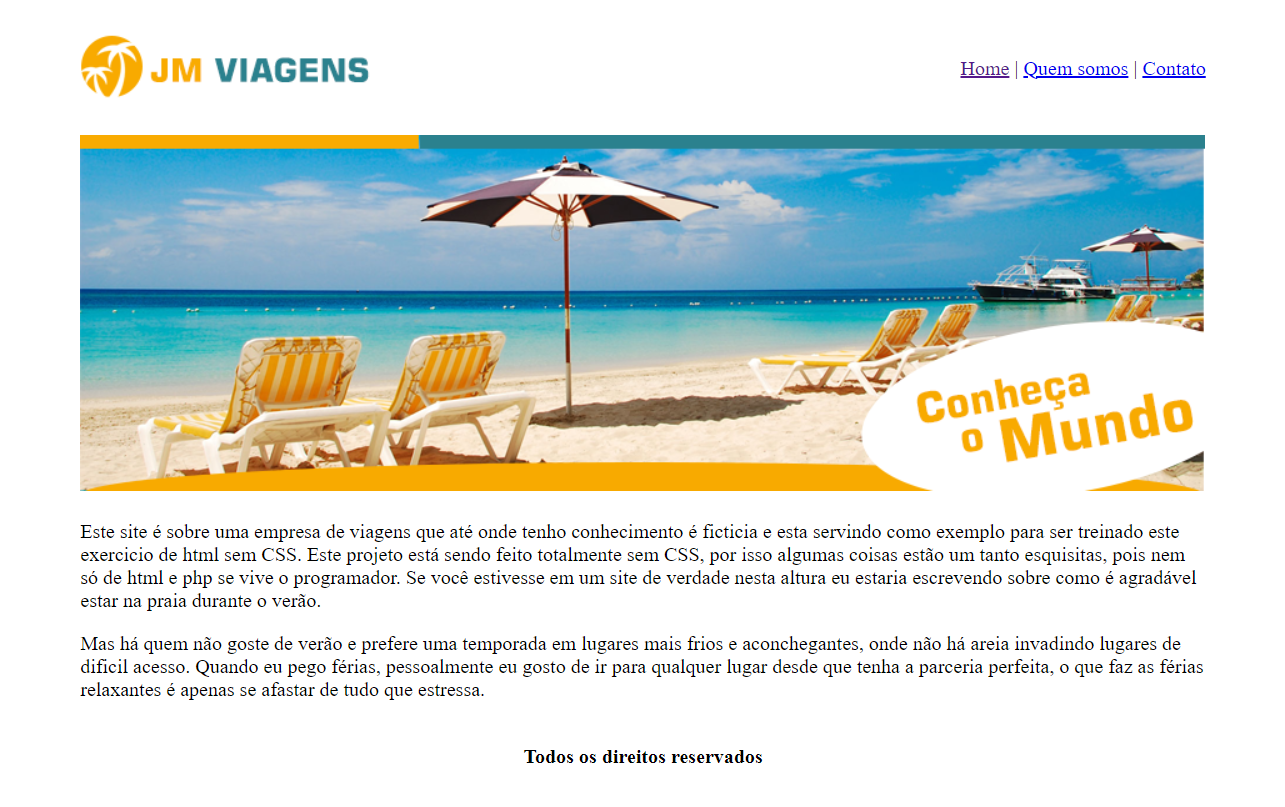 JM VIAGENS
Home | Quem somos | Contato
Conheça
o Mundo
Este site é sobre uma empresa de viagens que até onde tenho conhecimento é ficticia e esta servindo como exemplo para ser treinado este
exercicio de html sem CSS. Este projeto está sendo feito totalmente sem CSS, por isso algumas coisas estão um tanto esquisitas, pois nem
só de html e php se vive o programador. Se você estivesse em um site de verdade nesta altura eu estaria escrevendo sobre como é agradável
estar na praia durante o verão.
Mas há quem não goste de verão e prefere uma temporada em lugares mais frios e aconchegantes, onde não há areia invadindo lugares de
dificil acesso. Quando eu pego férias, pessoalmente eu gosto de ir para qualquer lugar desde que tenha a parceria perfeita, o que faz as férias
relaxantes é apenas se afastar de tudo que estressa.
Todos os direitos reservados